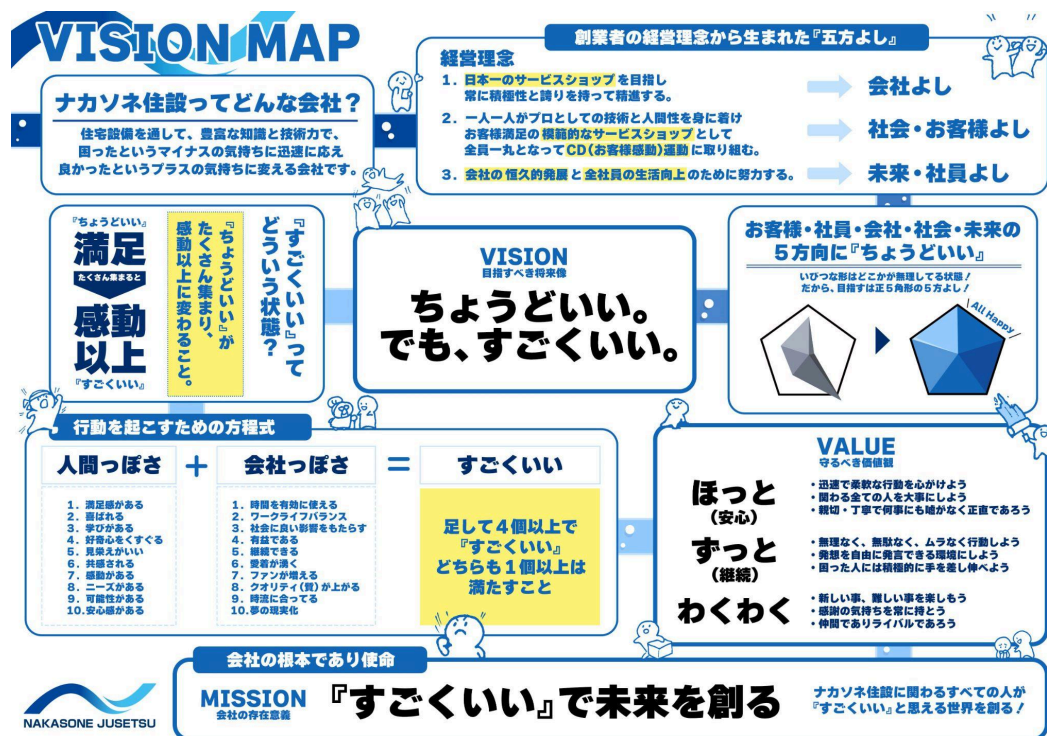 VISION MAP
ナカソネ住設ってどんな会社？
住宅設備を通して、豊富な知識と技術力で、
困ったというマイナスの気持ちに迅速に応え
良かったというプラスの気持ちに変える会社です。
創業者の経営理念から生まれた『五方よし』
経営理念
1. 日本一のサービスショップを目指し
常に積極性と誇りを持って精進する。
会社よし
2. 一人一人がプロとしての技術と人間性を身に着け
お客様満足の模範的なサービスショップとして
全員一丸となってCD(お客様感動)運動に取り組む。
社会・お客様よし
3. 会社の恒久的発展と全社員の生活向上のために努力する。
未来・社員よし
『すごくいい』って
どういう状態？
『ちょうどいい』が
たくさん集まり、
感動以上に変わること。
『ちょうどいい』
満足
たくさん集まると
感動
以上
『すごくいい』
VISION
目指すべき将来像
ちょうどいい。
でも、すごくいい。
お客様・社員・会社・社会・未来の
5方向に『ちょうどいい』
いびつな形はどこかが無理してる状態！
だから、目指すは正5角形の5方よし！
All Happy
行動を起こすための方程式
人間っぽさ + 会社っぽさ = すごくいい
1. 満足感がある
2. 喜ばれる
3. 学びがある
4. 好奇心をくすぐる
5. 見栄えがいい
6. 共感される
7. 感動がある
8. ニーズがある
9. 可能性がある
10. 安心感がある
1. 時間を有効に使える
2. ワークライフバランス
3. 社会に良い影響をもたらす
4. 有益である
5. 継続できる
6. 愛着が湧く
7. ファンが増える
8. クオリティ(質)が上がる
9. 時流に合ってる
10. 夢の現実化
足して4個以上で
『すごくいい』
どちらも1個以上は
満たすこと
VALUE
守るべき価値観
ほっと
(安心)
・迅速で柔軟な行動を心がけよう
・関わる全ての人を大事にしよう
・親切・丁寧で何事にも嘘がなく正直であろう
ずっと
(継続)
・無理なく、無駄なく、ムラなく行動しよう
・発想を自由に発言できる環境にしよう
・困った人には積極的に手を差し伸べよう
わくわく
・新しい事、難しい事を楽しもう
・感謝の気持ちを常に持とう
・仲間でありライバルであろう
会社の根本であり使命
MISSION
会社の存在意義
『すごくいい』で未来を創る
ナカソネ住設に関わるすべての人が
『すごくいい』と思える世界を創る！
NAKASONE JUSETSU